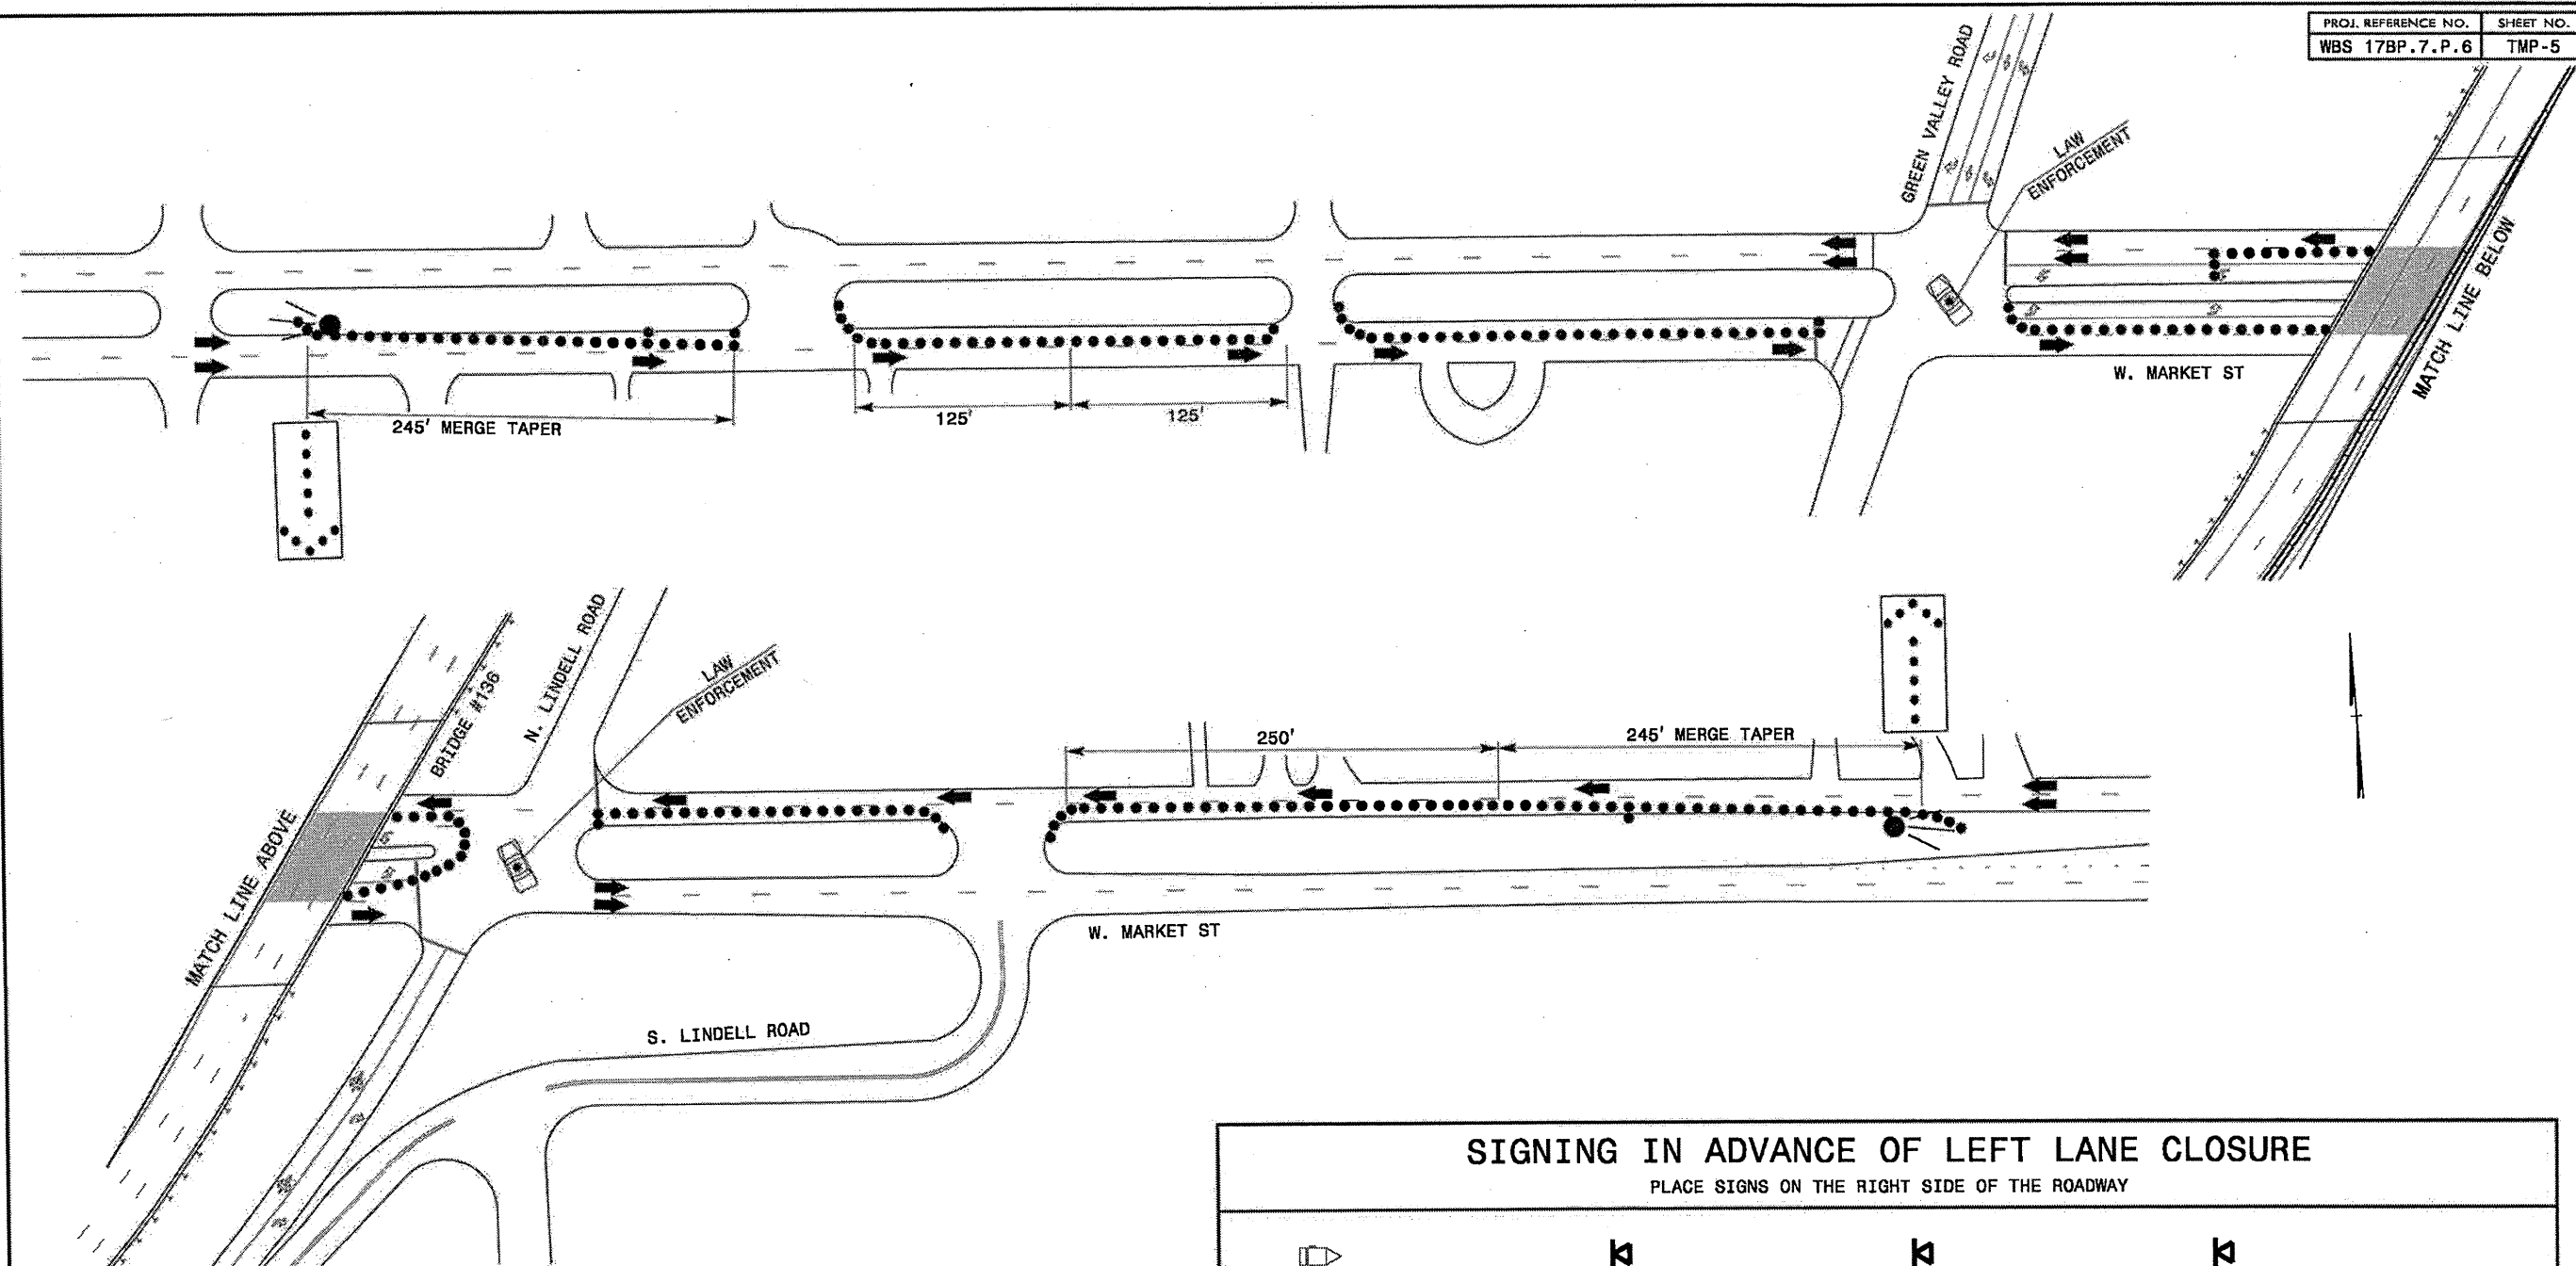 PROJ. REFERENCE NO. SHEET NO.
WBS 17BP.7.P.6 TMP-5
GREEN VALLEY ROAD
LAW
ENFORCEMENT
MATCH LINE BELOW
W. MARKET ST
245' MERGE TAPER
125'
125'
N. LINDELL ROAD
LAW
ENFORCEMENT
BRIDGE #136
MATCH LINE ABOVE
250'
245' MERGE TAPER
W. MARKET ST
S. LINDELL ROAD
SIGNING IN ADVANCE OF LEFT LANE CLOSURE
PLACE SIGNS ON THE RIGHT SIDE OF THE ROADWAY